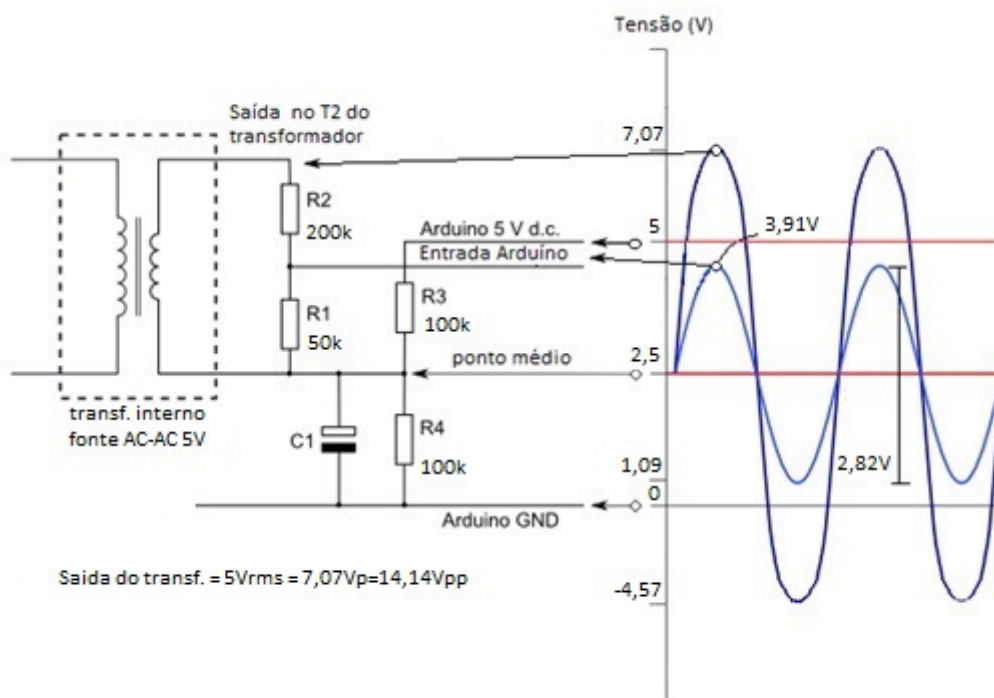 Tensão (V)
Saída no T2 do
transformador
7,07
R2
200k
Arduino 5 V d.c.
5
3,91V
Entrada Arduíno
R1
50k
R3
100k
ponto médio
2,5
transf. interno
fonte AC-AC 5V
C1
R4
100k
1,09
2,82V
0
Arduino GND
Saida do transf. = 5Vrms = 7,07Vp=14,14Vpp
-4,57